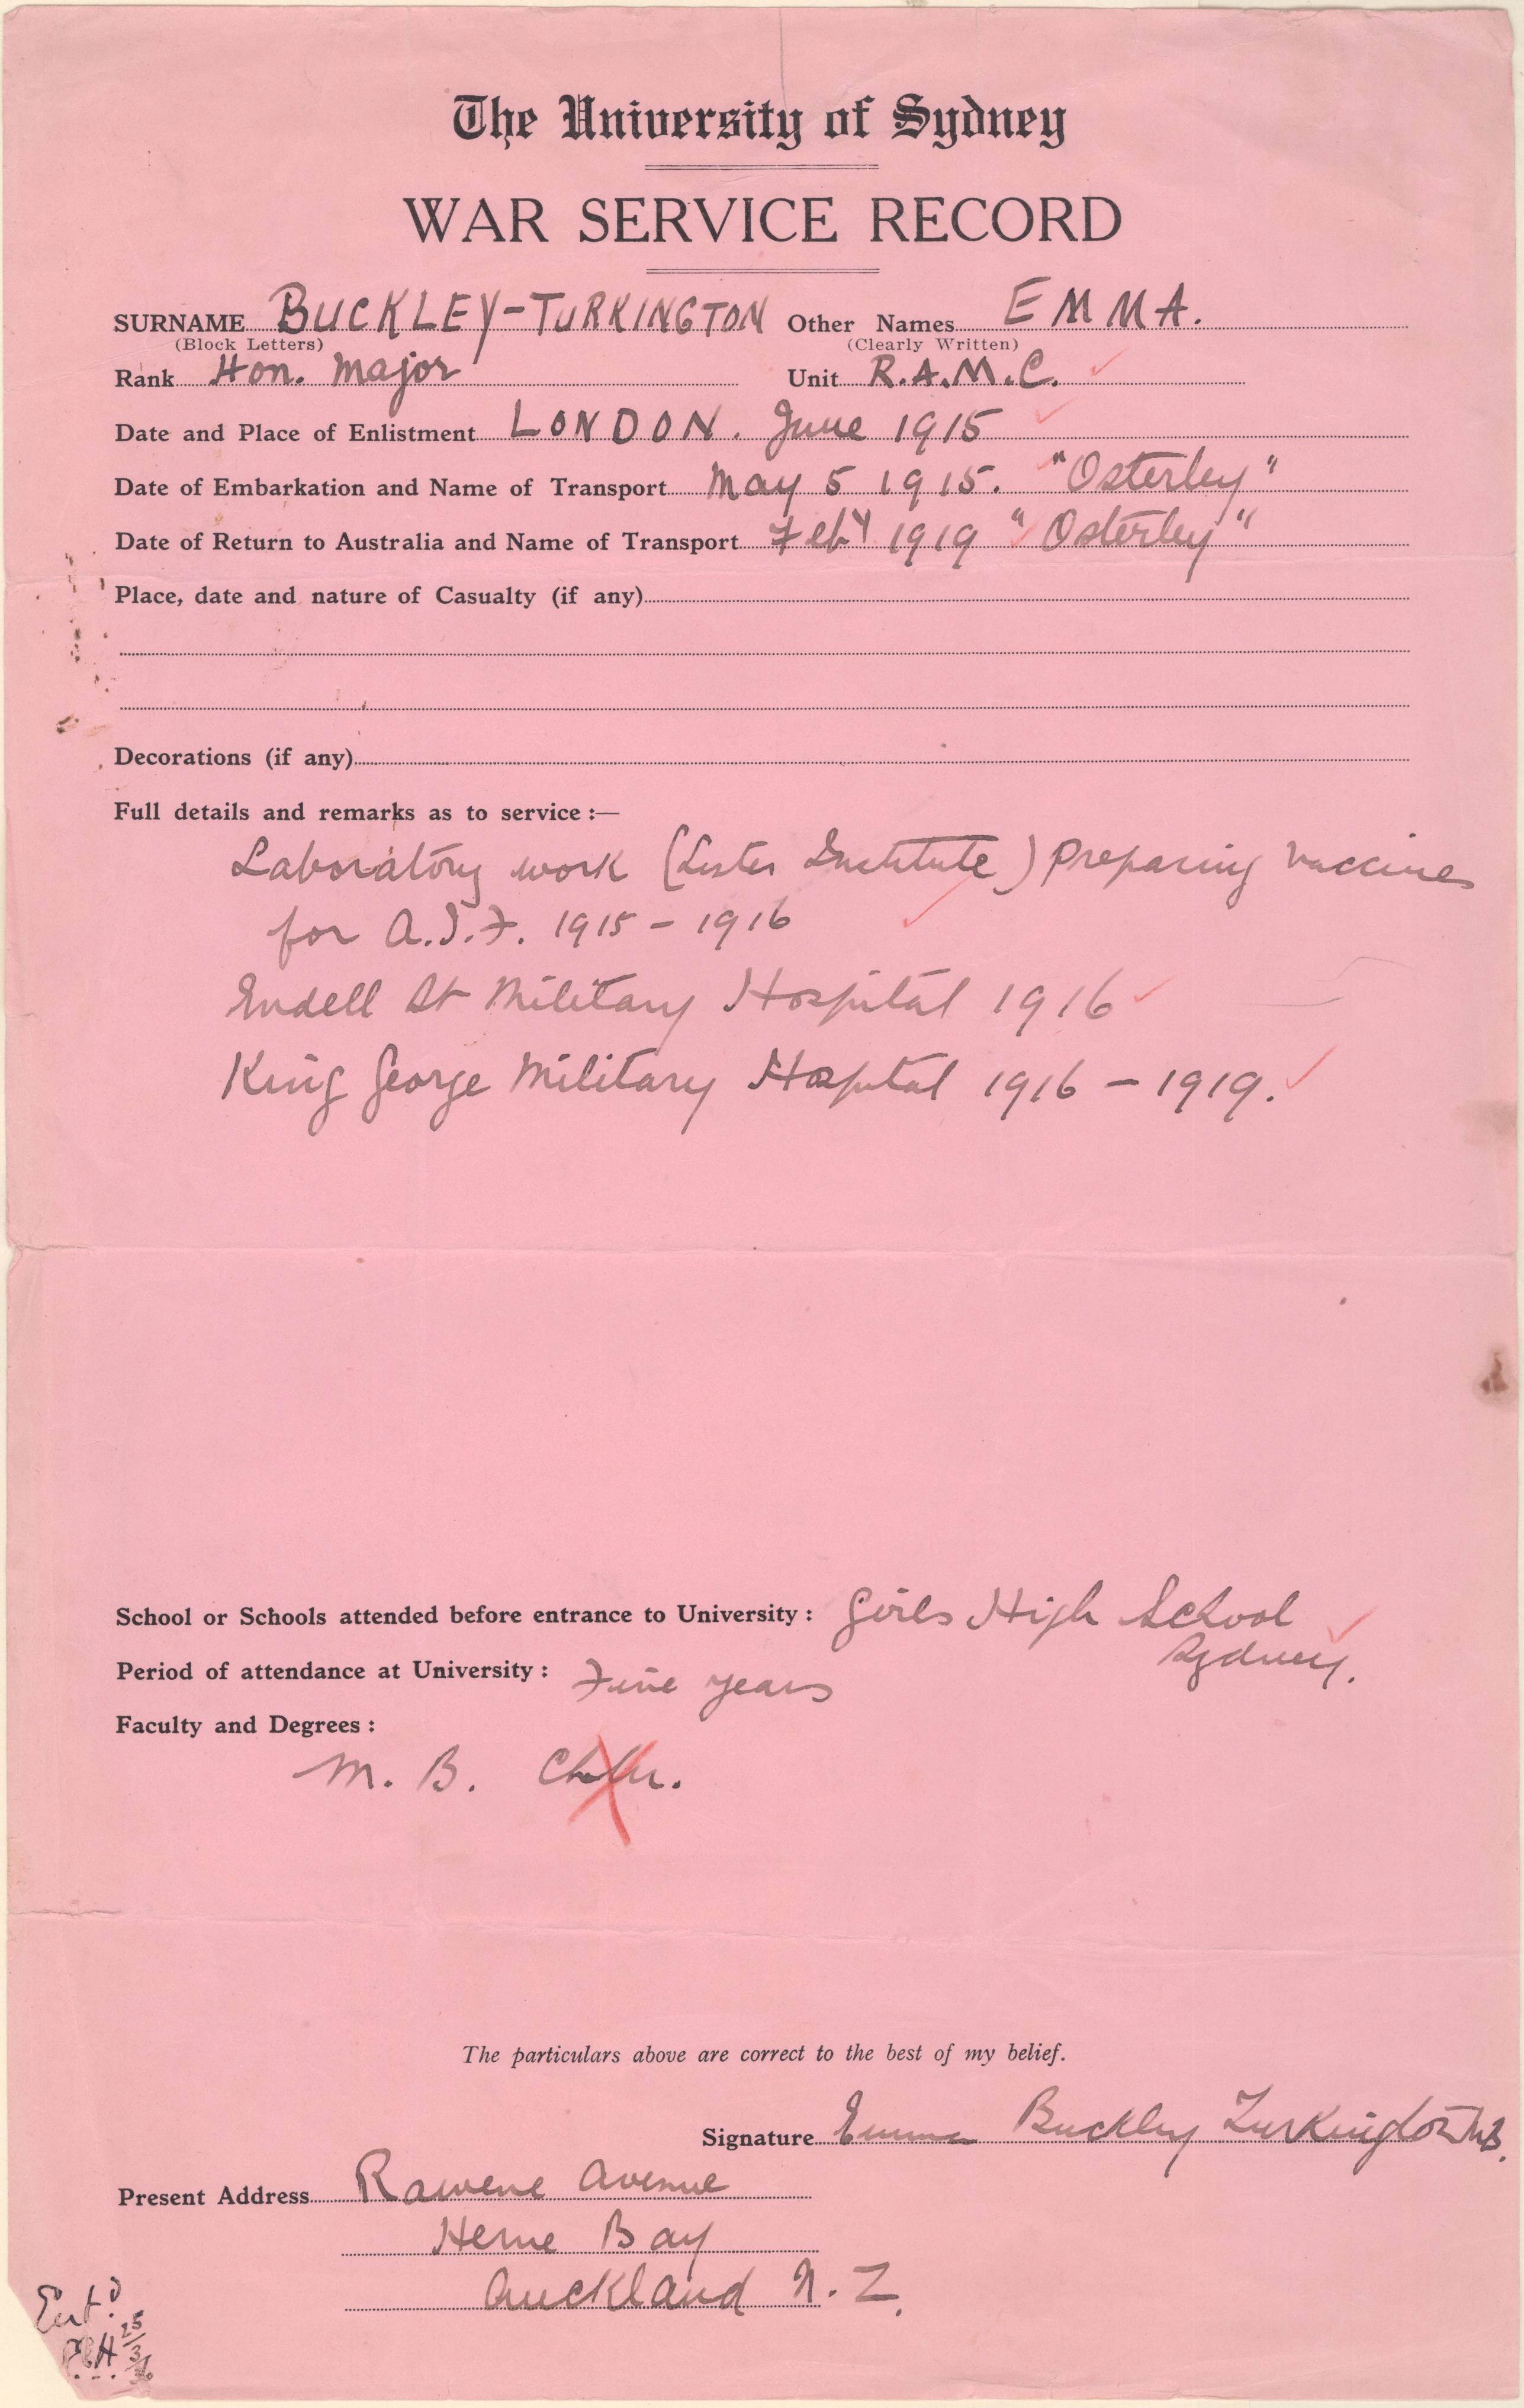 The University of Sydney
WAR SERVICE RECORD
SURNAME BUCKLEY-TURKINGTON Other Names EMMA.
(Block Letters) (Clearly Written)
Rank Hon. Major Unit R.A.M.C.
Date and Place of Enlistment LONDON. June 1915
Date of Embarkation and Name of Transport May 5 1915. "Osterley"
Date of Return to Australia and Name of Transport Feby 1919 "Osterley"
Place, date and nature of Casualty (if any)
Decorations (if any)
Full details and remarks as to service :—
Laboratory work (Lister Institute) preparing vaccines
for A.I.F. 1915 - 1916
Endell St Military Hospital 1916
King George Military Hospital 1916 - 1919.
School or Schools attended before entrance to University : Girls High School
Sydney.
Period of attendance at University : Five years
Faculty and Degrees :
M. B. Ch.M.
The particulars above are correct to the best of my belief.
Signature Emma Buckley Turkington M.B.
Present Address Rawene Avenue
Herne Bay
Auckland N. Z.
Entd
25/3/36